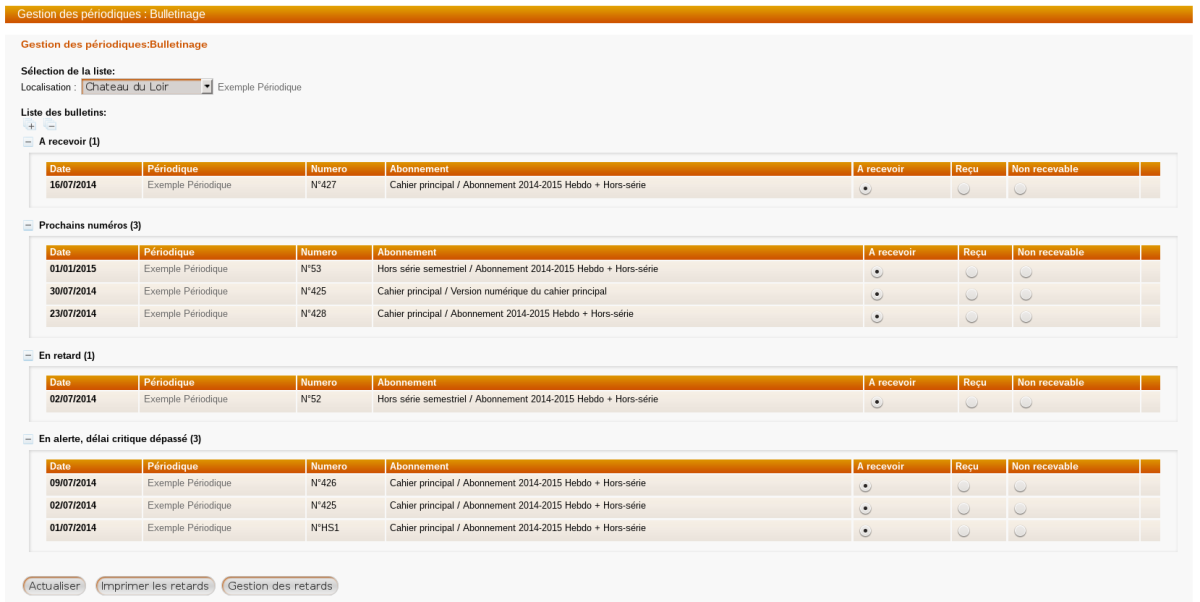 Gestion des périodiques : Bulletinage
Gestion des périodiques:Bulletinage
Sélection de la liste:
Localisation : Chateau du Loir Exemple Périodique
Liste des bulletins:
A recevoir (1)
Date Périodique Numero Abonnement A recevoir Reçu Non recevable
16/07/2014 Exemple Périodique N°427 Cahier principal / Abonnement 2014-2015 Hebdo + Hors-série
Prochains numéros (3)
Date Périodique Numero Abonnement A recevoir Reçu Non recevable
01/01/2015 Exemple Périodique N°53 Hors série semestriel / Abonnement 2014-2015 Hebdo + Hors-série
30/07/2014 Exemple Périodique N°425 Cahier principal / Version numérique du cahier principal
23/07/2014 Exemple Périodique N°428 Cahier principal / Abonnement 2014-2015 Hebdo + Hors-série
En retard (1)
Date Périodique Numero Abonnement A recevoir Reçu Non recevable
02/07/2014 Exemple Périodique N°52 Hors série semestriel / Abonnement 2014-2015 Hebdo + Hors-série
En alerte, délai critique dépassé (3)
Date Périodique Numero Abonnement A recevoir Reçu Non recevable
09/07/2014 Exemple Périodique N°426 Cahier principal / Abonnement 2014-2015 Hebdo + Hors-série
02/07/2014 Exemple Périodique N°425 Cahier principal / Abonnement 2014-2015 Hebdo + Hors-série
01/07/2014 Exemple Périodique N°HS1 Cahier principal / Abonnement 2014-2015 Hebdo + Hors-série
Actualiser Imprimer les retards Gestion des retards